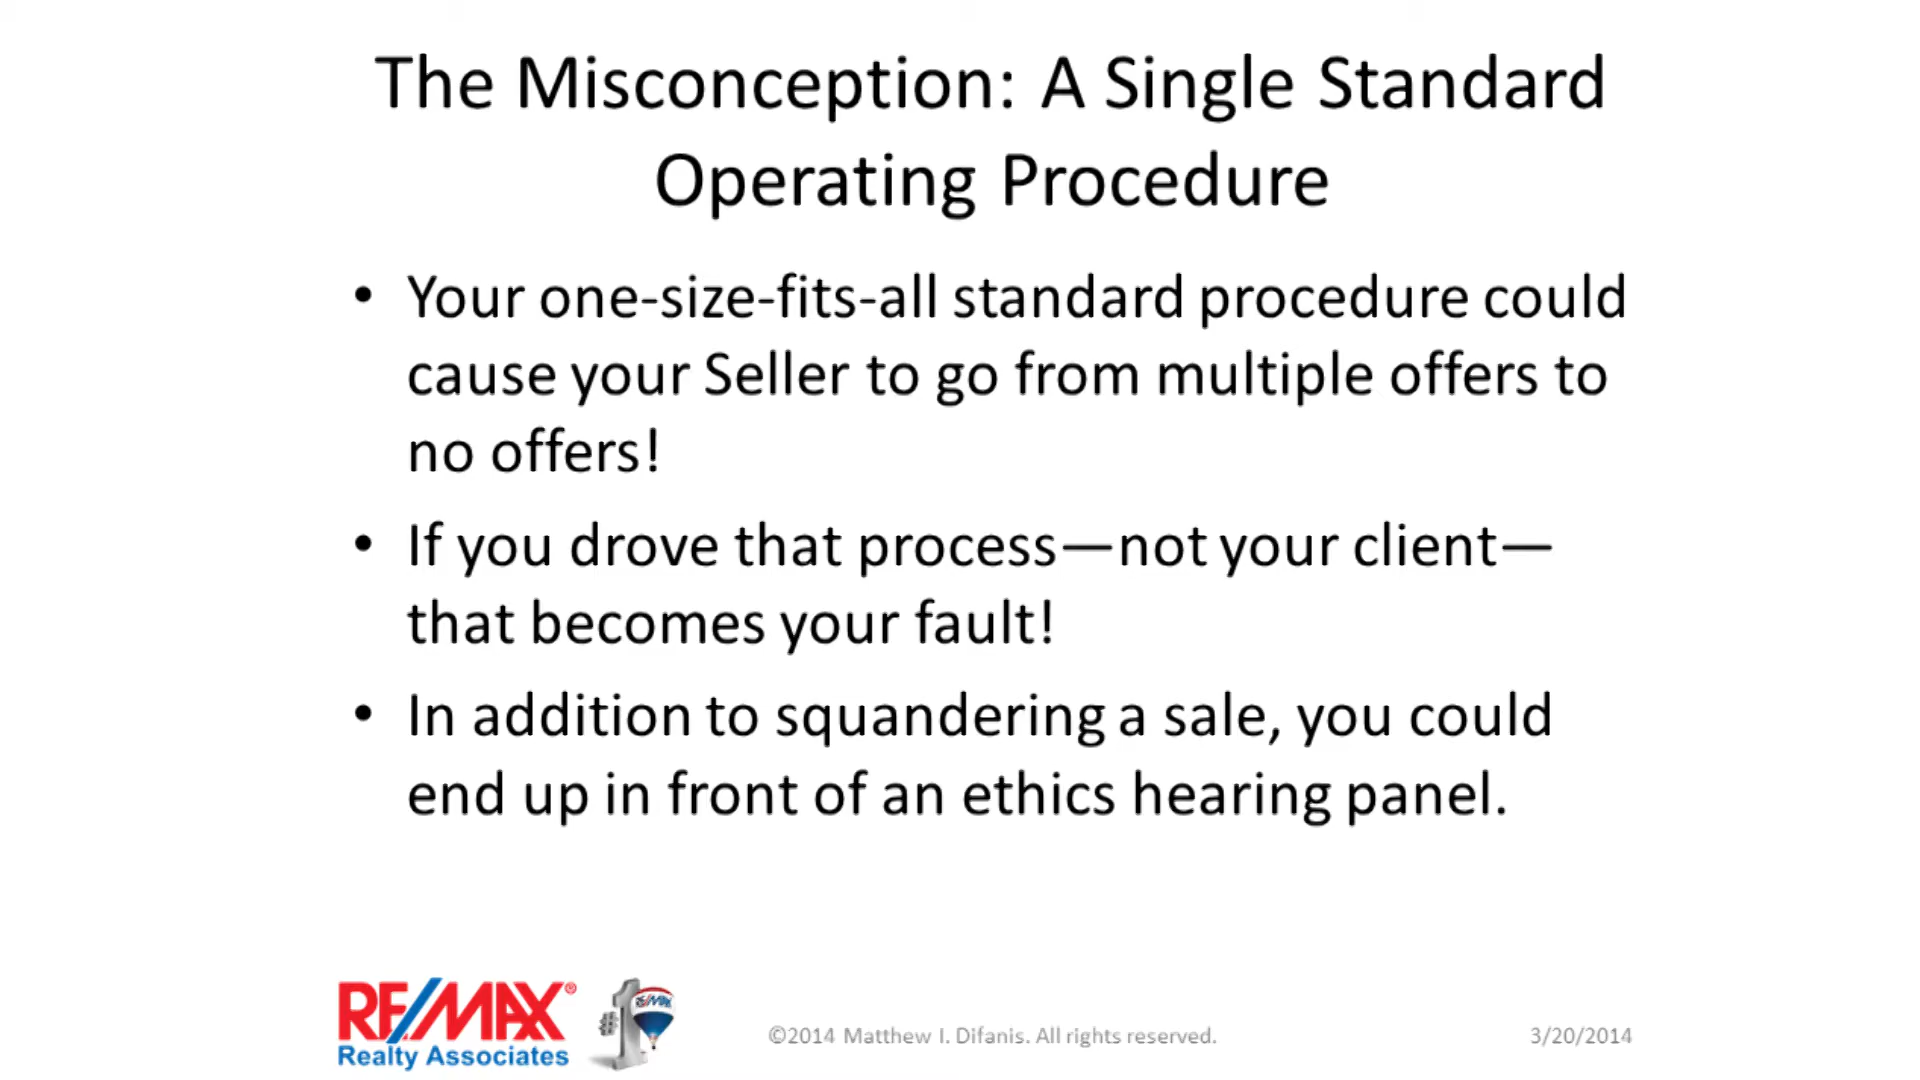 The Misconception: A Single Standard
Operating Procedure
• Your one-size-fits-all standard procedure could
cause your Seller to go from multiple offers to
no offers!
• If you drove that process—not your client—
that becomes your fault!
• In addition to squandering a sale, you could
end up in front of an ethics hearing panel.
RE/MAX®
Realty Associates
#1
RE/MAX
©2014 Matthew I. Difanis. All rights reserved.
3/20/2014